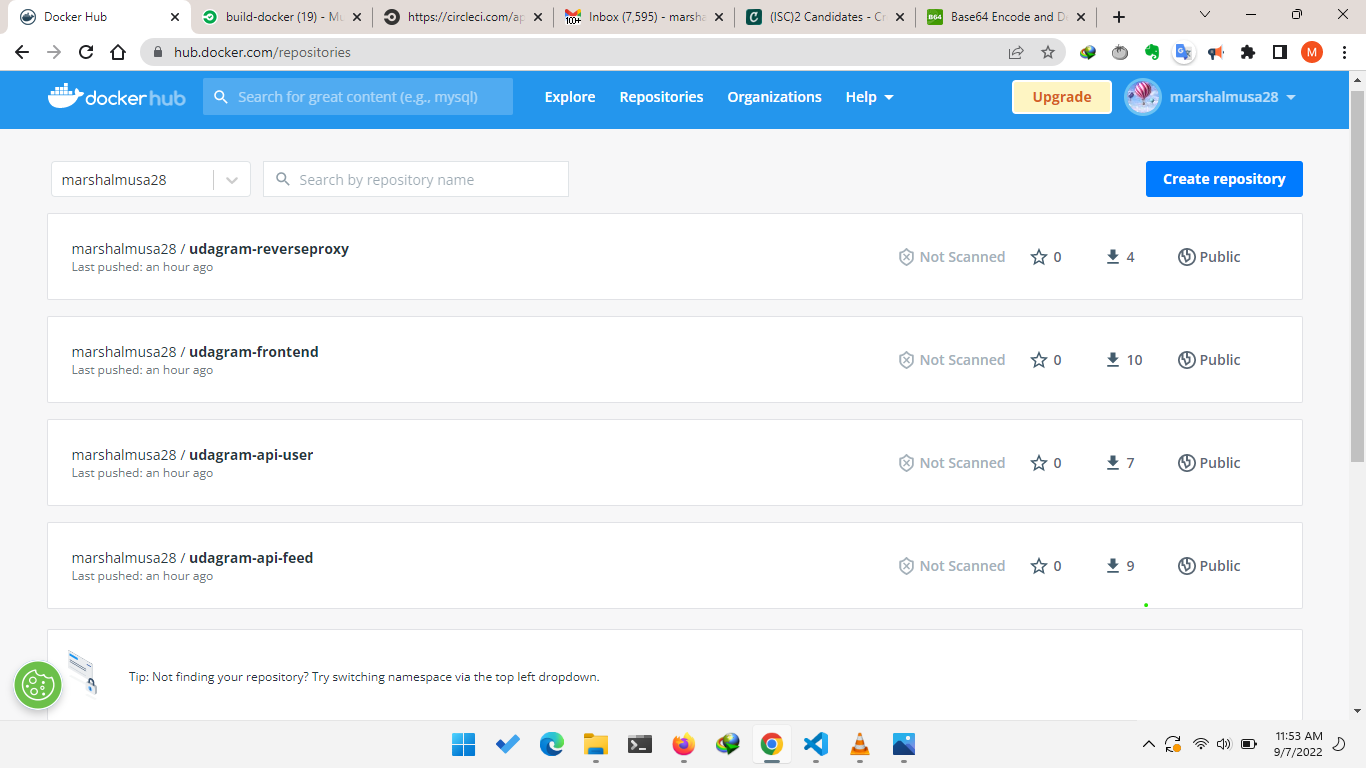 Docker Hub
build-docker (19) - Mu
https://circleci.com/ap
10+
Inbox (7,595) - marsha
(ISC)2 Candidates - Cr
B64
Base64 Encode and D
hub.docker.com/repositories
M
dockerhub
Search for great content (e.g., mysql)
Explore
Repositories
Organizations
Help
Upgrade
marshalmusa28
marshalmusa28
Search by repository name
Create repository
marshalmusa28 / udagram-reverseproxy
Last pushed: an hour ago
Not Scanned
0
4
Public
marshalmusa28 / udagram-frontend
Last pushed: an hour ago
Not Scanned
0
10
Public
marshalmusa28 / udagram-api-user
Last pushed: an hour ago
Not Scanned
0
7
Public
marshalmusa28 / udagram-api-feed
Last pushed: an hour ago
Not Scanned
0
9
Public
Tip: Not finding your repository? Try switching namespace via the top left dropdown.
11:53 AM
9/7/2022